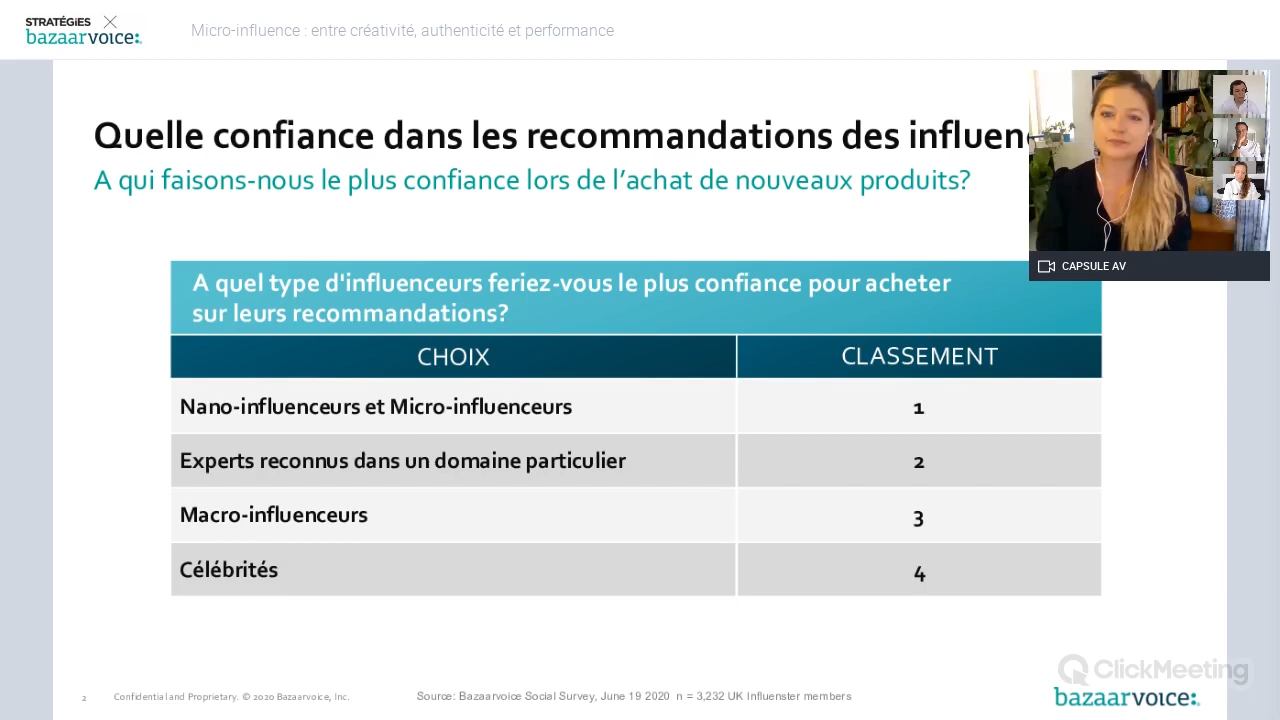 STRATÉGIES
bazaarvoice:
Micro-influence : entre créativité, authenticité et performance
Quelle confiance dans les recommandations des
A qui faisons-nous le plus confiance lors de l’achat de nouveaux produits?
CAPSULE AV
A quel type d'influenceurs feriez-vous le plus confiance pour acheter
sur leurs recommandations?
CHOIX CLASSEMENT
Nano-influenceurs et Micro-influenceurs 1
Experts reconnus dans un domaine particulier 2
Macro-influenceurs 3
Célébrités 4
ClickMeeting
2 Confidential and Proprietary. © 2020 Bazaarvoice, Inc. Source: Bazaarvoice Social Survey, June 19 2020 n = 3,232 UK Influenster members
bazaarvoice: